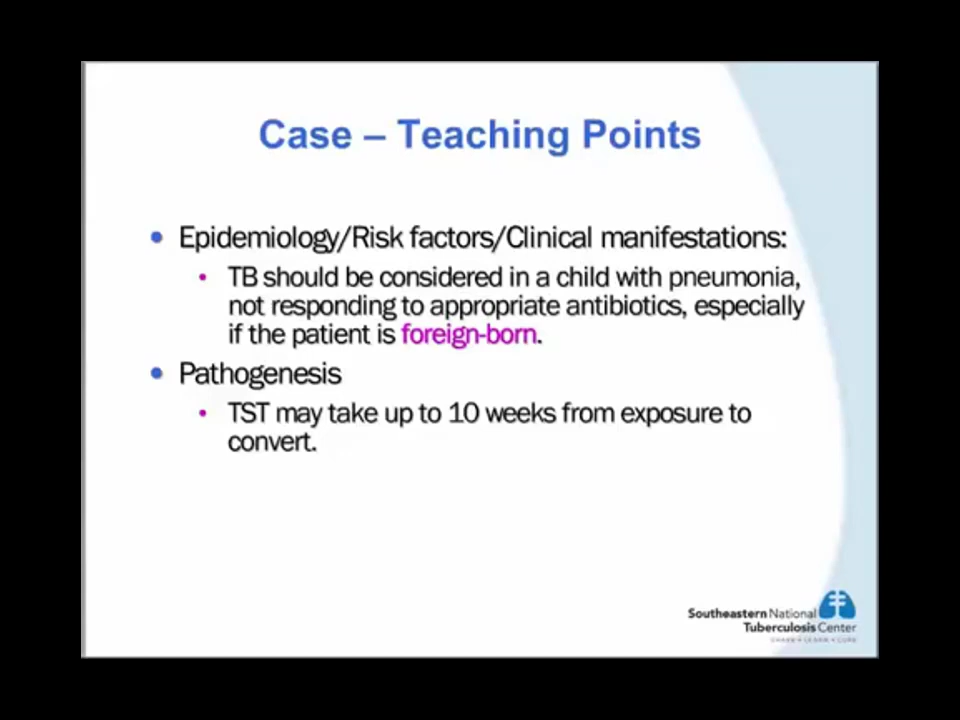 Case – Teaching Points
• Epidemiology/Risk factors/Clinical manifestations:
• TB should be considered in a child with pneumonia,
not responding to appropriate antibiotics, especially
if the patient is foreign-born.
• Pathogenesis
• TST may take up to 10 weeks from exposure to
convert.
Southeastern National
Tuberculosis Center